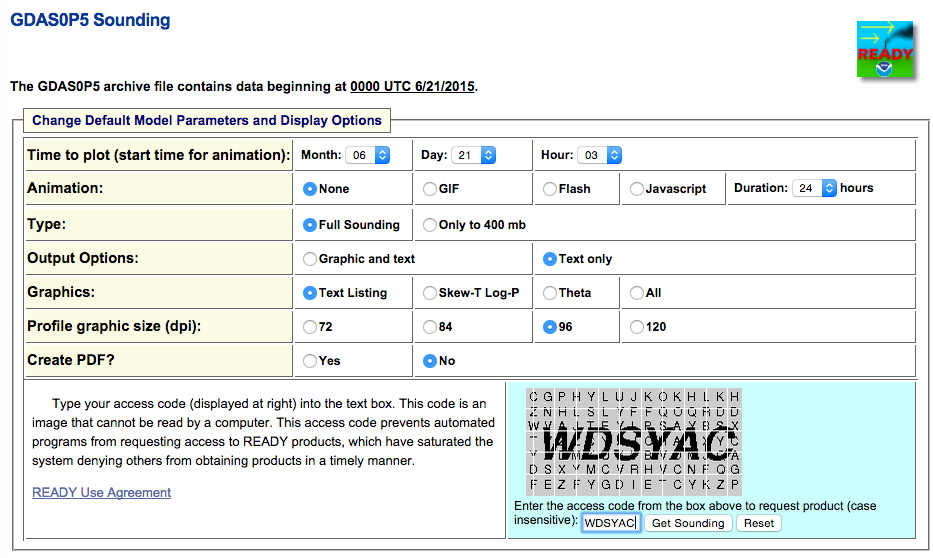 GDAS0P5 Sounding
READY
The GDAS0P5 archive file contains data beginning at 0000 UTC 6/21/2015.
Change Default Model Parameters and Display Options
Time to plot (start time for animation): Month: 06 Day: 21 Hour: 03
Animation: None GIF Flash Javascript Duration: 24 hours
Type: Full Sounding Only to 400 mb
Output Options: Graphic and text Text only
Graphics: Text Listing Skew-T Log-P Theta All
Profile graphic size (dpi): 72 84 96 120
Create PDF? Yes No
Type your access code (displayed at right) into the text box. This code is an
image that cannot be read by a computer. This access code prevents automated
programs from requesting access to READY products, which have saturated the
system denying others from obtaining products in a timely manner.
READY Use Agreement
WDSYAC
Enter the access code from the box above to request product (case
insensitive): WDSYAC Get Sounding Reset